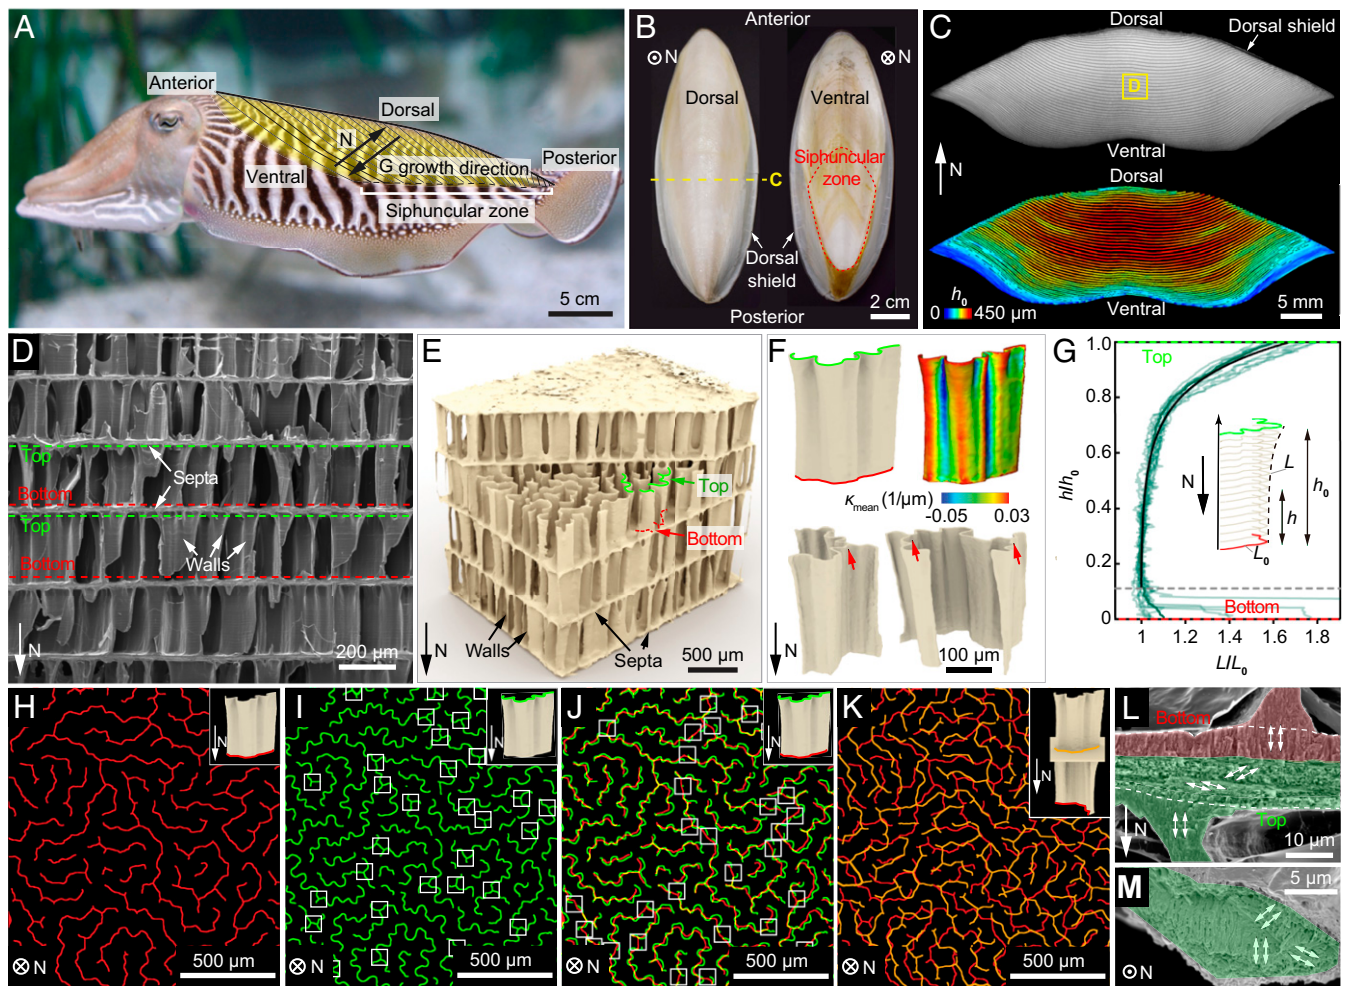 A
Anterior
Dorsal
N
G growth direction
Posterior
Ventral
Siphuncular zone
5 cm
B
Anterior
N
N
Dorsal
Ventral
Siphuncular
zone
C
Dorsal
shield
2 cm
Posterior
C
Dorsal
Dorsal shield
D
N
Ventral
Dorsal
h₀
0 450 µm
Ventral
5 mm
D
Top
Septa
Bottom
Top
Walls
Bottom
N
200 µm
E
Top
Bottom
N
Walls
Septa
500 µm
F
κmean (1/µm)
-0.05 0.03
N
100 µm
G
1.0
Top
0.8
0.6
h/h₀
0.4
0.2
0
N
L
h₀
h
L₀
Bottom
1 1.2 1.4 1.6 1.8
L/L₀
H
N
N
500 µm
I
N
N
500 µm
J
N
N
500 µm
K
N
N
500 µm
L
Bottom
N
Top
10 µm
M
5 µm
N